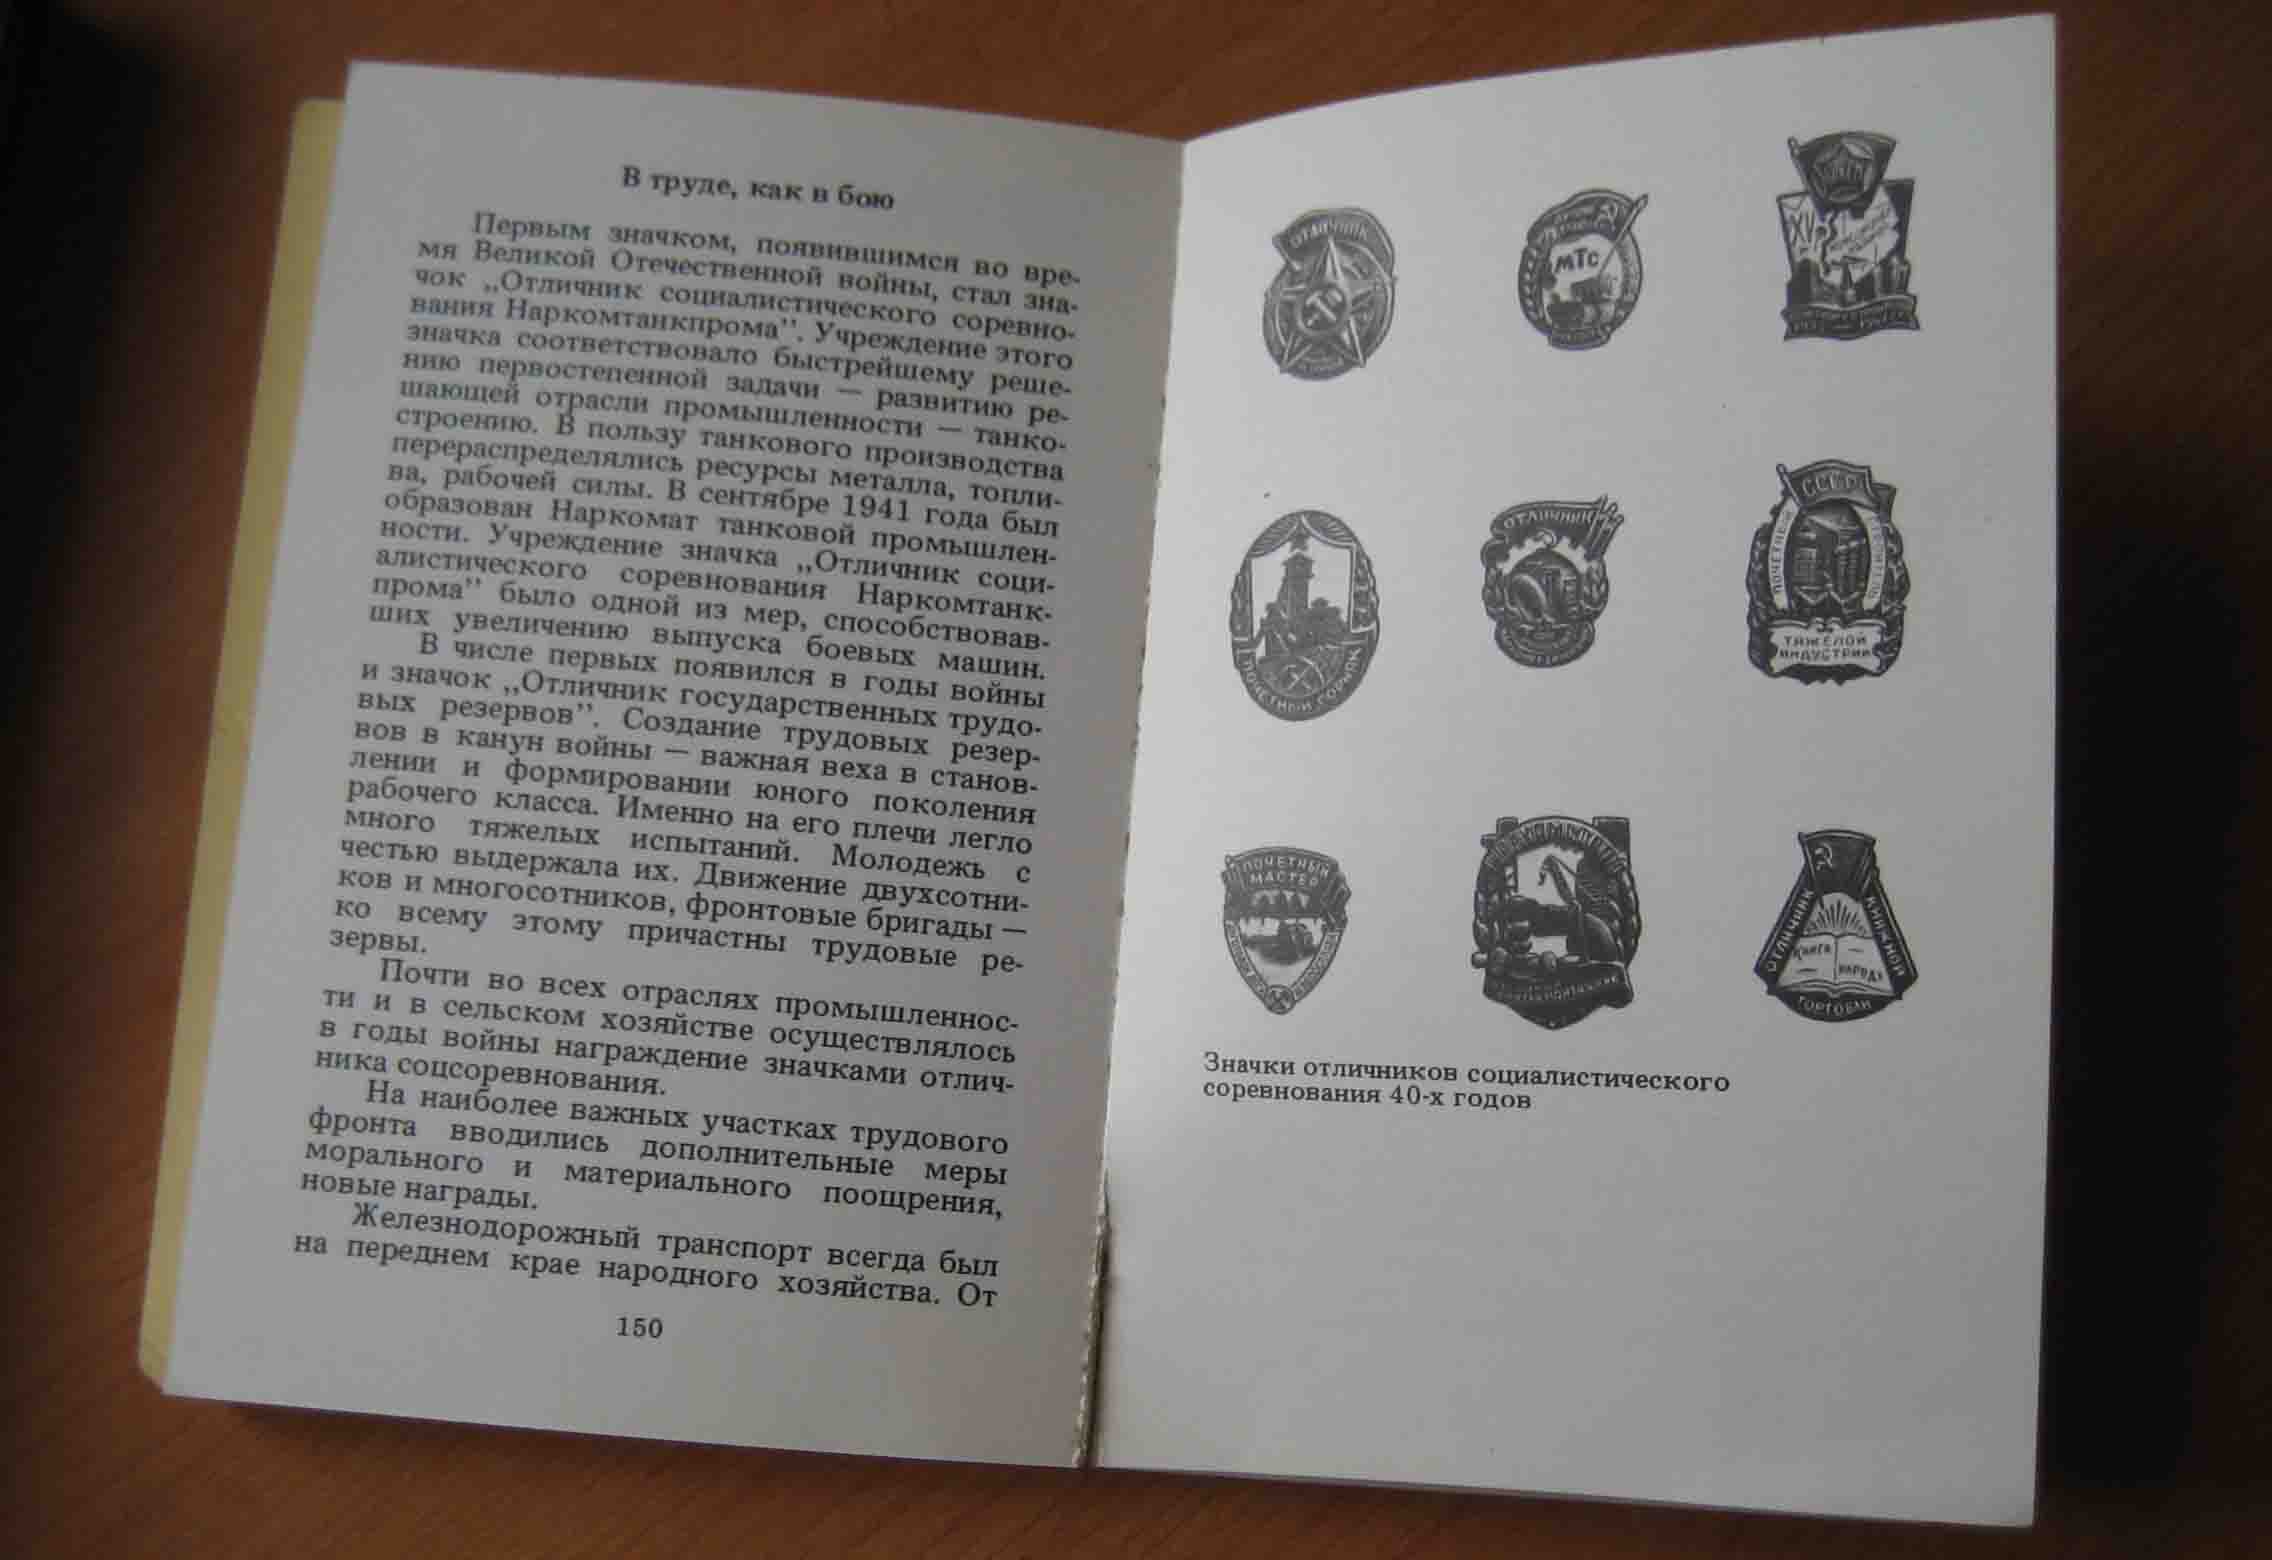 В труде, как в бою
Первым значком, появившимся во вре-
мя Великой Отечественной войны, стал зна-
чок „Отличник социалистического соревно-
вания Наркомтанкпрома”. Учреждение этого
значка соответствовало быстрейшему реше-
нию первостепенной задачи — развитию ре-
шающей отрасли промышленности — танко-
строению. В пользу танкового производства
перераспределялись ресурсы металла, топли-
ва, рабочей силы. В сентябре 1941 года был
образован Наркомат танковой промышлен-
ности. Учреждение значка „Отличник соци-
алистического соревнования Наркомтанк-
прома” было одной из мер, способствовав-
ших увеличению выпуска боевых машин.
В числе первых появился в годы войны
и значок „Отличник государственных трудо-
вых резервов”. Создание трудовых резер-
вов в канун войны — важная веха в станов-
лении и формировании юного поколения
рабочего класса. Именно на его плечи легло
много тяжелых испытаний. Молодежь с
честью выдержала их. Движение двухсотни-
ков и многосотников, фронтовые бригады —
ко всему этому причастны трудовые ре-
зервы.
Почти во всех отраслях промышленнос-
ти и в сельском хозяйстве осуществлялось
в годы войны награждение значками отлич-
ника соцсоревнования.
На наиболее важных участках трудового
фронта вводились дополнительные меры
морального и материального поощрения,
новые награды.
Железнодорожный транспорт всегда был
на переднем крае народного хозяйства. От
150
ОТЛИЧНИК
МТС
XV
ПОЧЕТНЫЙ ГОРНЯК
ОТЛИЧНИК
СССР
ПОЧЕТНЫЙ
ТЯЖЕЛОЙ
ИНДУСТРИИ
ПОЧЕТНЫЙ
МАСТЕР
ОТЛИЧНИК КНИЖНОЙ
КНИГА
НАРОДУ
ТОРГОВЛИ
Значки отличников социалистического
соревнования 40-х годов